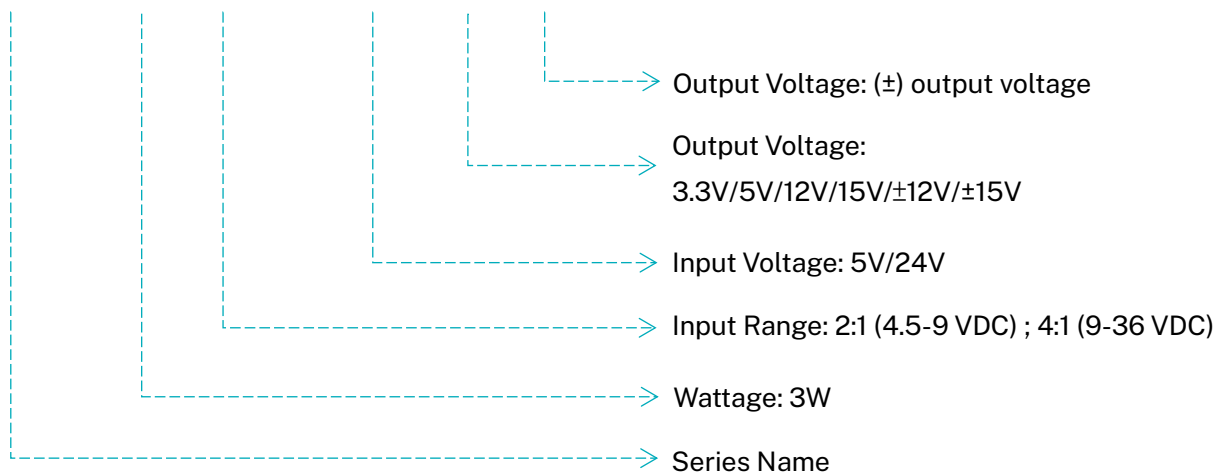 Output Voltage: (±) output voltage
Output Voltage:
3.3V/5V/12V/15V/±12V/±15V
Input Voltage: 5V/24V
Input Range: 2:1 (4.5-9 VDC) ; 4:1 (9-36 VDC)
Wattage: 3W
Series Name